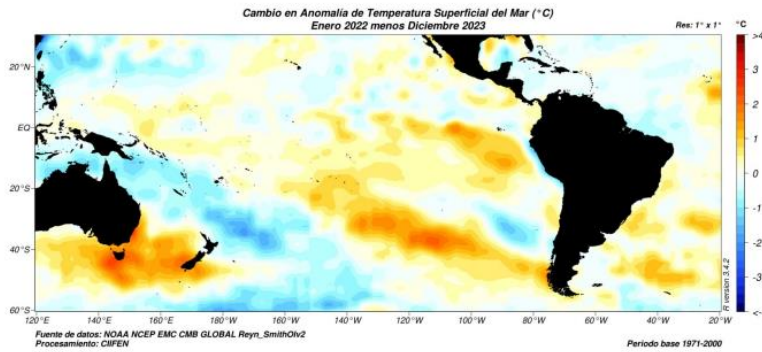 Cambio en Anomalía de Temperatura Superficial del Mar (°C)
Enero 2022 menos Diciembre 2023
Res: 1° x 1°
°C
20°N
EQ
20°S
40°S
60°S
120°E 140°E 160°E 180° 160°W 140°W 120°W 100°W 80°W 60°W 40°W 20°W
>4
3
2
1
0
-1
-2
-3
<-
R version 3.4.2
Fuente de datos: NOAA NCEP EMC CMB GLOBAL Reyn_SmithOIv2
Procesamiento: CIIFEN
Periodo base 1971-2000